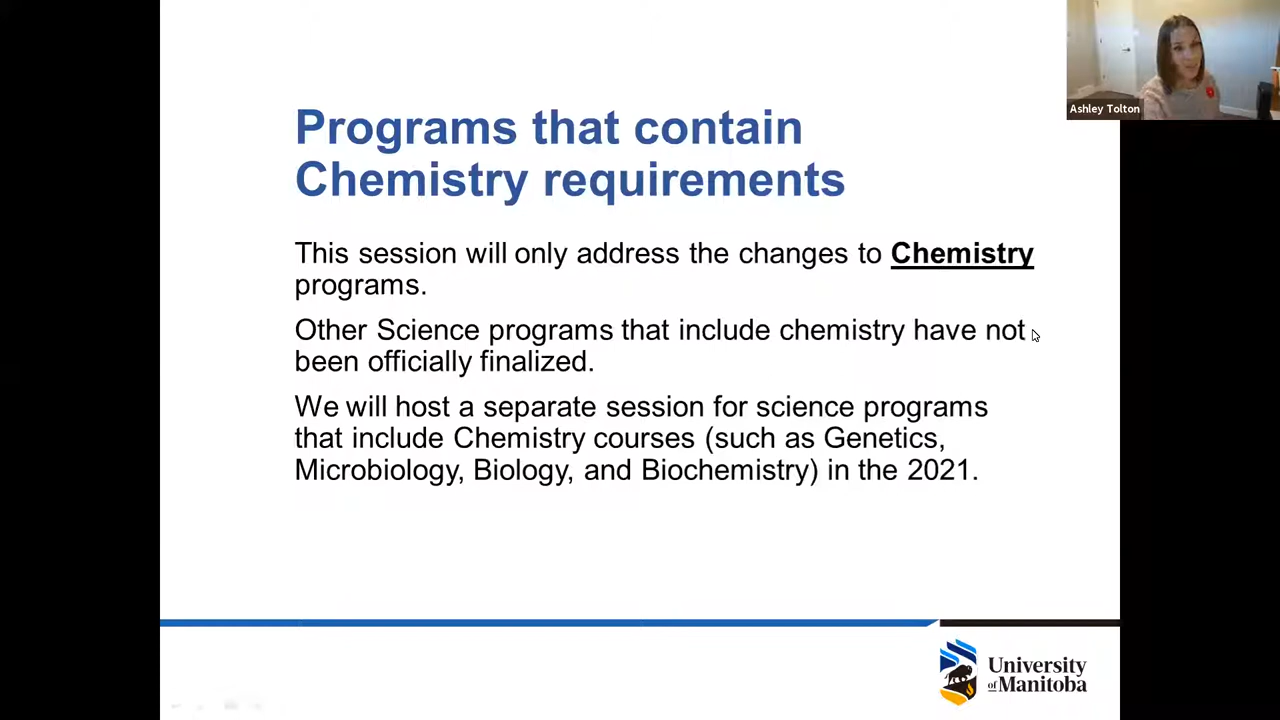 Ashley Tolton
Programs that contain
Chemistry requirements
This session will only address the changes to Chemistry
programs.
Other Science programs that include chemistry have not
been officially finalized.
We will host a separate session for science programs
that include Chemistry courses (such as Genetics,
Microbiology, Biology, and Biochemistry) in the 2021.
University
of Manitoba